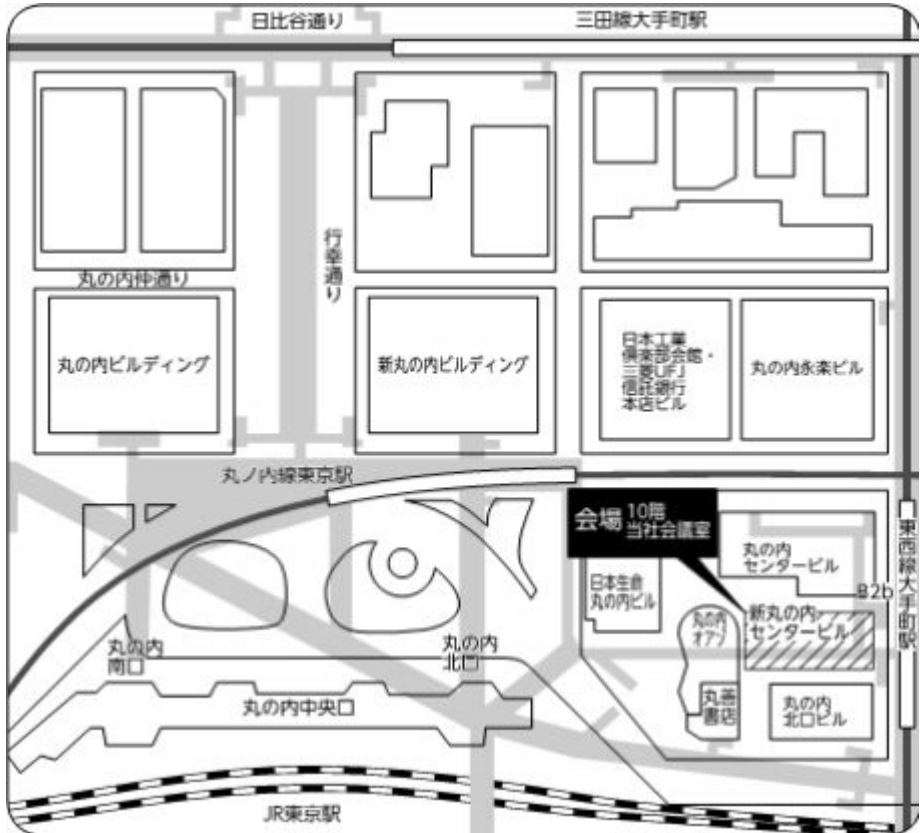 日比谷通り
三田線大手町駅
行幸通り
丸の内仲通り
丸の内ビルディング
新丸の内ビルディング
日本工業
倶楽部会館・
三菱UFJ
信託銀行
本店ビル
丸の内永楽ビル
丸ノ内線東京駅
会場 10階
当社会議室
丸の内
センタービル
東西線大手町駅
B2b
日本生命
丸の内ビル
丸の内
オアゾ
新丸の内
センタービル
丸の内
南口
丸の内
北口
丸の内中央口
丸善
書店
丸の内
北口ビル
JR東京駅